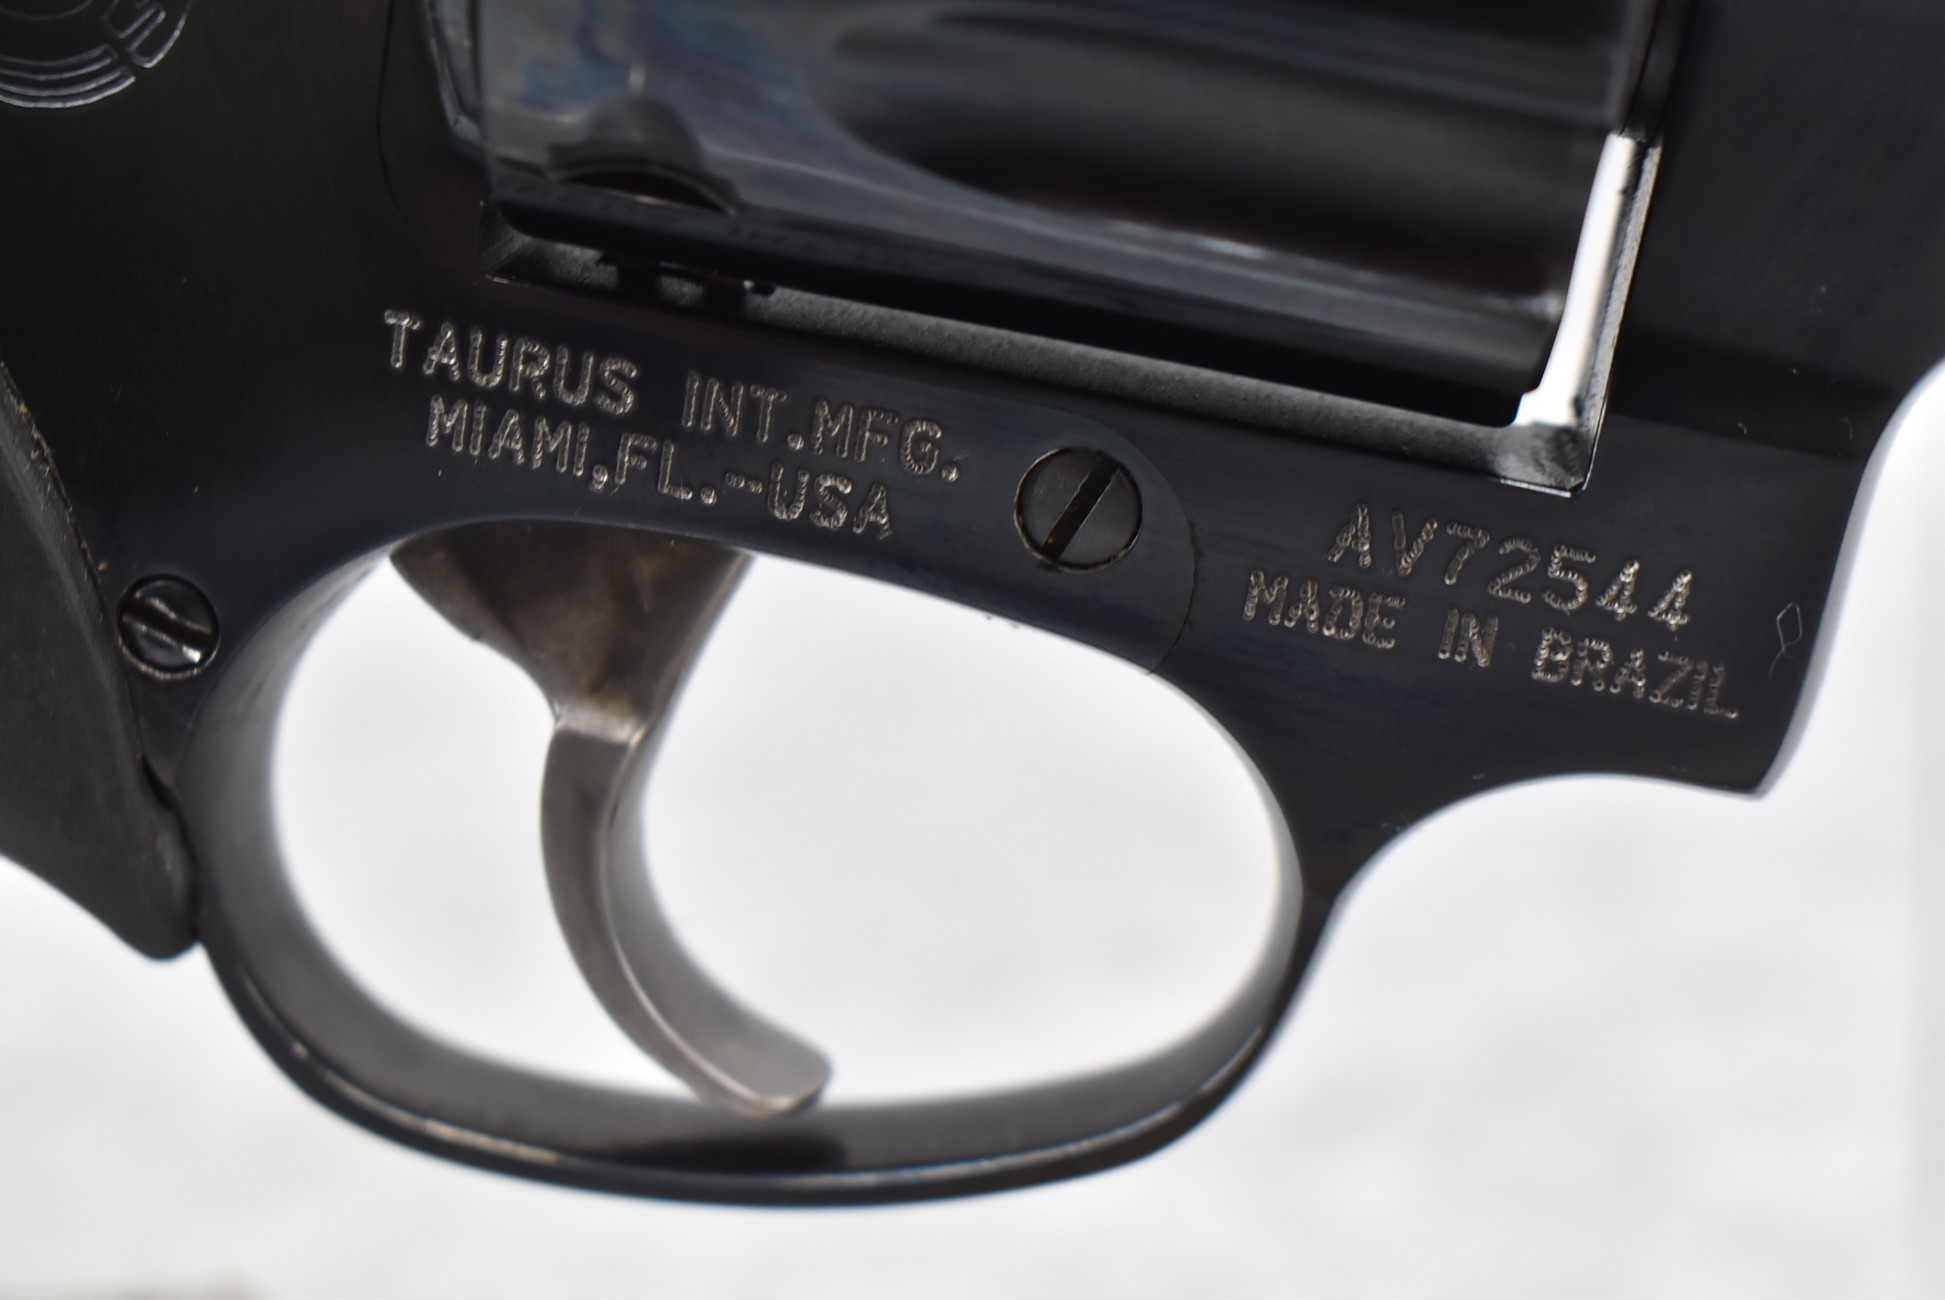 TAURUS INT.MFG.
MIAMI,FL.-USA
AV72544
MADE IN BRAZIL